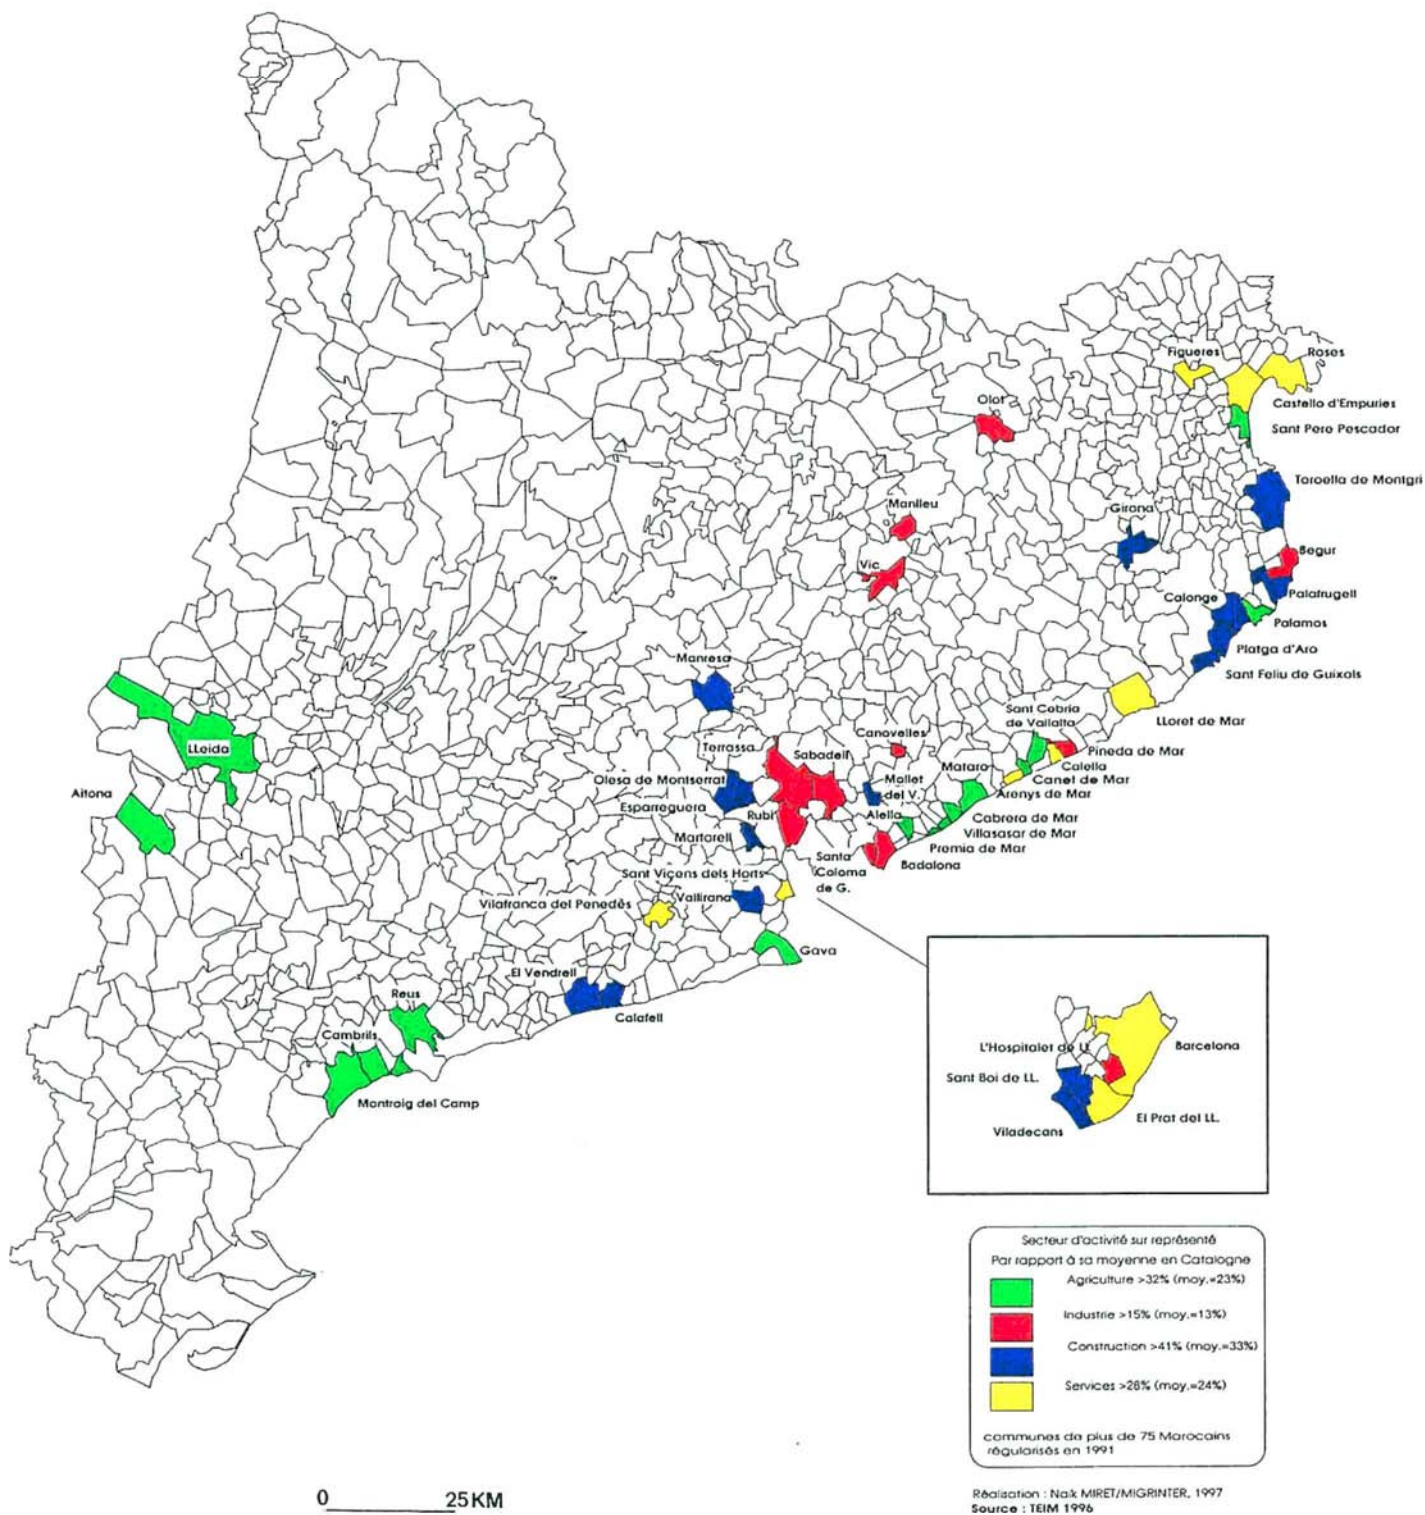 Figueres
Roses
Castello d'Empuries
Sant Pere Pescador
Olot
Toroella de Montgri
Manlleu
Girona
Begur
Vic
Palafrugell
Calonge
Palamos
Platga d'Aro
Sant Feliu de Guixols
Manresa
Sant Cebria
de Vallalta
LLoret de Mar
LLeida
Canovelles
Terrassa
Sabadell
Pineda de Mar
Calella
Mataro
Canet de Mar
Aitona
Olesa de Montserrat
Mollet
del V.
Arenys de Mar
Esparreguera
Rubi
Alella
Cabrera de Mar
Villasasar de Mar
Martarell
Premia de Mar
Santa
Coloma
de G.
Badalona
Sant Viçens dels Horts
Vallirana
Vilafranca del Penedès
Gava
El Vendrell
Calafell
Reus
Cambrils
Montroig del Camp
L'Hospitalet de LL
Barcelona
Sant Boi de LL.
El Prat del LL.
Viladecans
Secteur d'activité sur représenté
Par rapport à sa moyenne en Catalogne
Agriculture >32% (moy.=23%)
Industrie >15% (moy.=13%)
Construction >41% (moy.=33%)
Services >28% (moy.=24%)
communes de plus de 75 Marocains
régularisés en 1991
0 25 KM
Réalisation : Naïk MIRET/MIGRINTER, 1997
Source : TEIM 1996